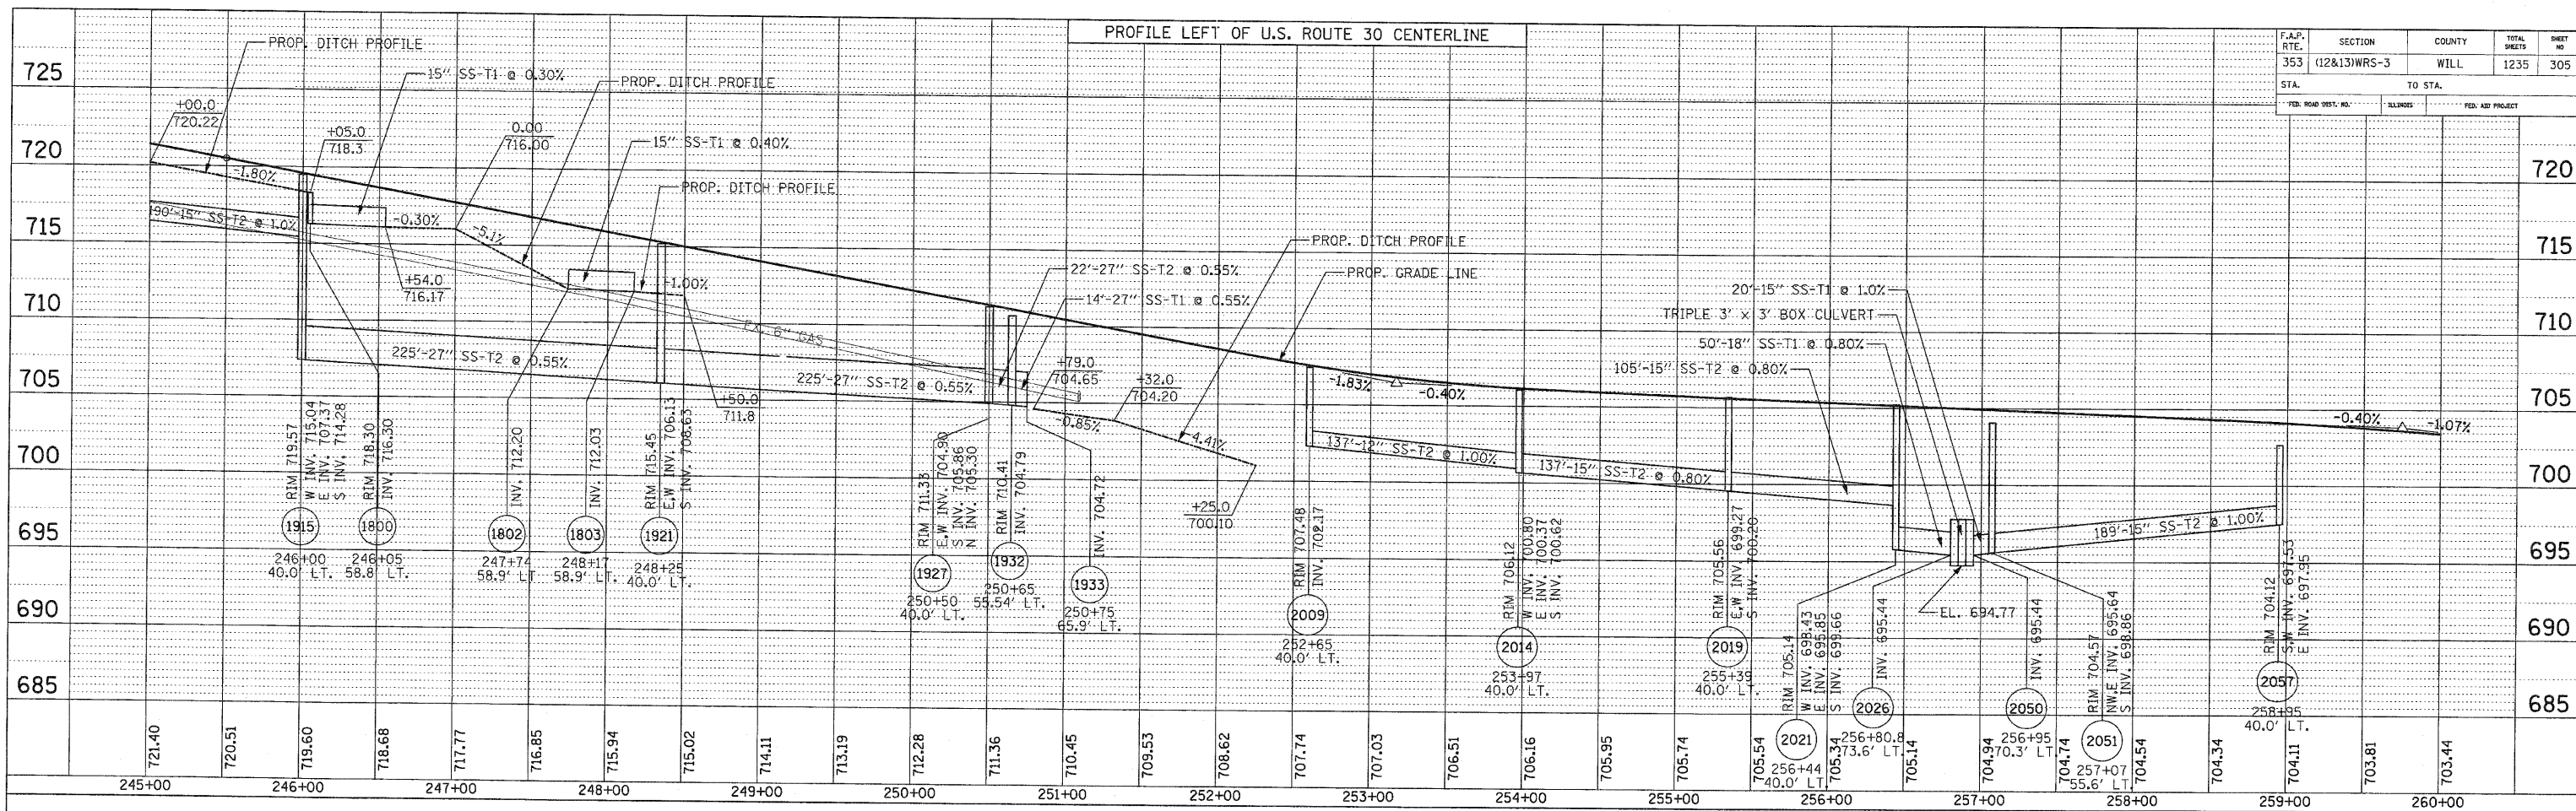 PROFILE LEFT OF U.S. ROUTE 30 CENTERLINE
F.A.P. RTE.
SECTION
COUNTY
TOTAL SHEETS
SHEET NO
353
(12&13)WRS-3
WILL
1235
305
STA.
TO STA.
FED. ROAD DIST. NO.
ILLINOIS
FED. AID PROJECT
725
720
715
710
705
700
695
690
685
720
715
710
705
700
695
690
685
PROP. DITCH PROFILE
15" SS-T1 @ 0.30%
PROP. DITCH PROFILE
+00.0
720.22
+05.0
718.3
0.00
716.00
15" SS-T1 @ 0.40%
PROP. DITCH PROFILE
-1.80%
190'-15" SS-T2 @ 1.0%
-0.30%
-5.1%
+54.0
716.17
-1.00%
EX. 6" GAS
225'-27" SS-T2 @ 0.55%
+50.0
711.8
225'-27" SS-T2 @ 0.55%
22'-27" SS-T2 @ 0.55%
14'-27" SS-T1 @ 0.55%
PROP. DITCH PROFILE
PROP. GRADE LINE
+79.0
704.65
+32.0
704.20
-0.85%
-4.41%
+25.0
700.10
-1.83%
-0.40%
137'-12" SS-T2 @ 1.00%
137'-15" SS-T2 @ 0.80%
20'-15" SS-T1 @ 1.0%
TRIPLE 3' x 3' BOX CULVERT
50'-18" SS-T1 @ 0.80%
105'-15" SS-T2 @ 0.80%
189'-15" SS-T2 @ 1.00%
-0.40%
-1.07%
EL. 694.77
RIM 719.57
W INV. 715.04
E INV. 707.37
S INV. 714.28
1915
246+00
40.0' LT.
RIM 718.30
INV. 716.30
1800
246+05
58.8' LT.
INV. 712.20
1802
247+74
58.9' LT.
INV. 712.03
1803
248+17
58.9' LT.
RIM 715.45
E,W INV. 706.13
S INV. 708.63
1921
248+25
40.0' LT.
RIM 711.33
E,W INV. 704.90
S INV. 705.86
N INV. 705.30
1927
250+50
40.0' LT.
RIM 710.41
INV. 704.79
1932
250+65
55.54' LT.
INV. 704.72
1933
250+75
65.9' LT.
RIM 707.48
INV. 702.17
2009
252+65
40.0' LT.
RIM 706.12
W INV. 700.80
E INV. 700.37
S INV. 700.62
2014
253+97
40.0' LT.
RIM 705.56
E,W INV. 699.27
S INV. 700.20
2019
255+39
40.0' LT.
RIM 705.14
W INV. 698.43
E INV. 695.85
S INV. 699.66
2021
256+44
40.0' LT.
INV. 695.44
2026
256+80.8
73.6' LT.
INV. 695.44
2050
256+95
70.3' LT.
RIM 704.57
NW,E INV. 695.64
S INV. 698.86
2051
257+07
55.6' LT.
RIM 704.12
S,W INV. 697.53
E INV. 697.95
2057
258+95
40.0' LT.
721.40
720.51
719.60
718.68
717.77
716.85
715.94
715.02
714.11
713.19
712.28
711.36
710.45
709.53
708.62
707.74
707.03
706.51
706.16
705.95
705.74
705.54
705.34
705.14
704.94
704.74
704.54
704.34
704.11
703.81
703.44
245+00
246+00
247+00
248+00
249+00
250+00
251+00
252+00
253+00
254+00
255+00
256+00
257+00
258+00
259+00
260+00